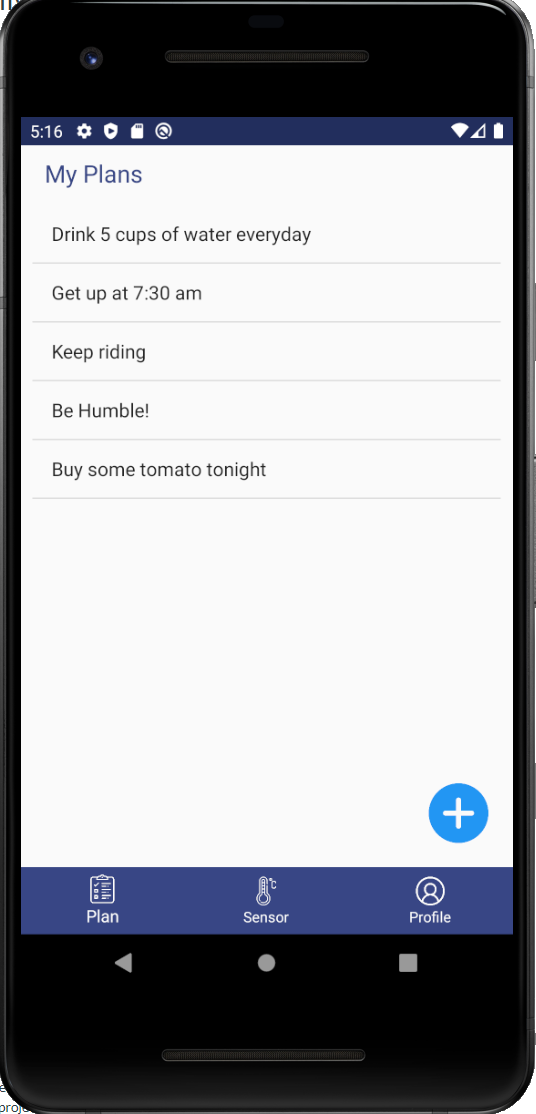 5:16
My Plans
Drink 5 cups of water everyday
Get up at 7:30 am
Keep riding
Be Humble!
Buy some tomato tonight
°C
Plan Sensor Profile